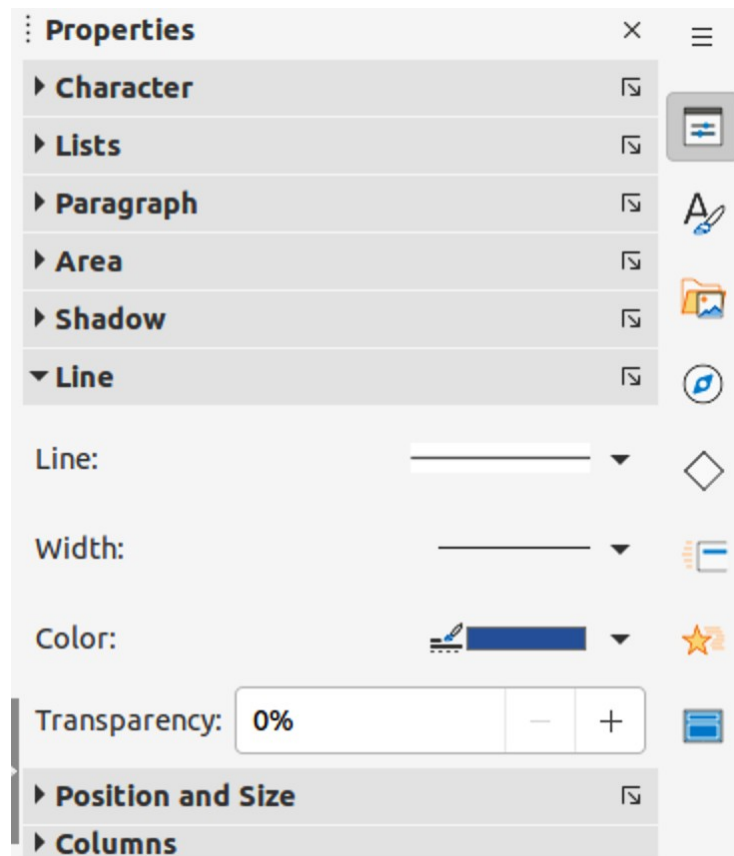 Properties
Character
Lists
Paragraph
Area
Shadow
Line
Line:
Width:
Color:
Transparency: 0%
Position and Size
Columns